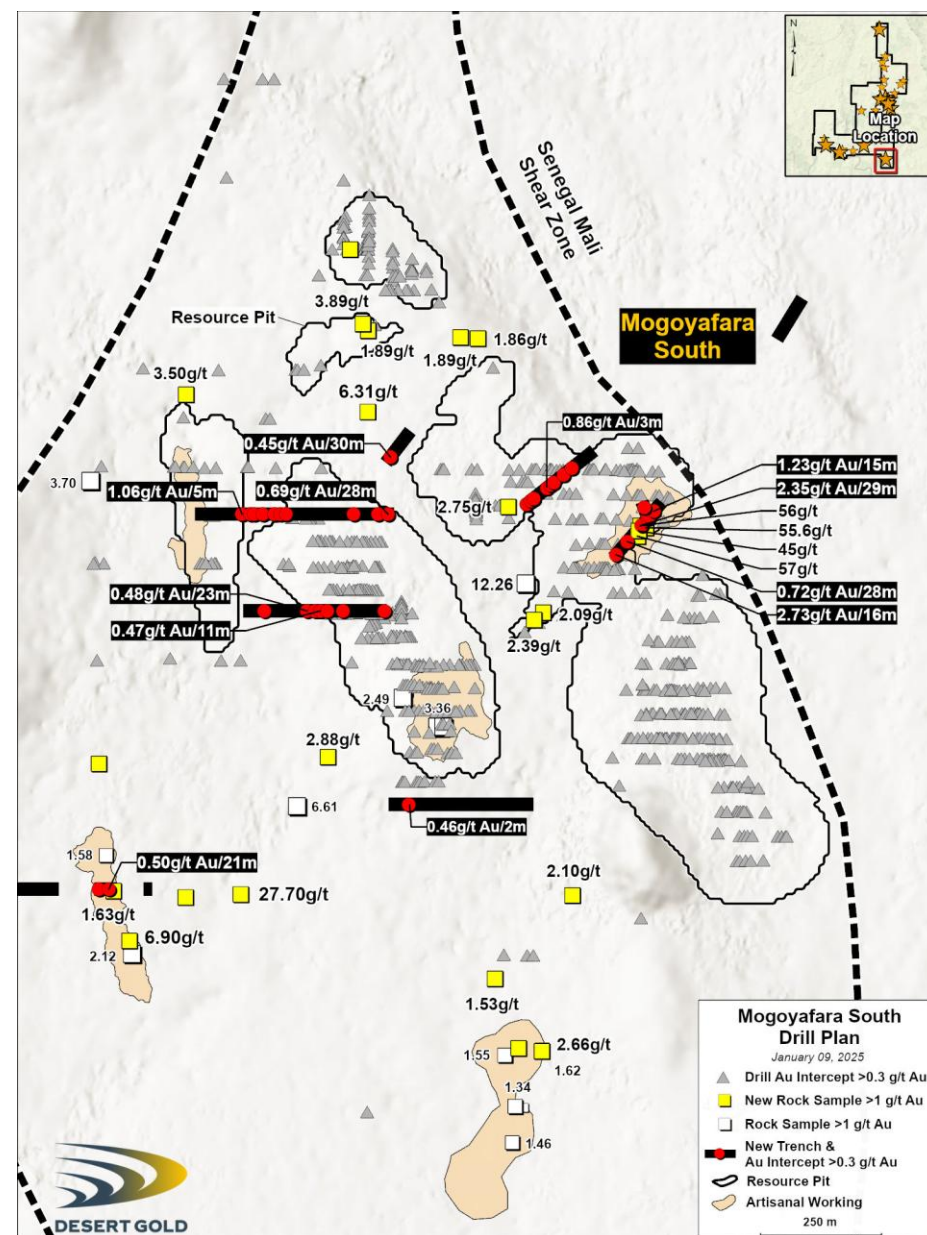 N
Map
Location
Senegal Mali
Shear Zone
Mogoyafara
South
3.89g/t
Resource Pit
1.89g/t
1.89g/t
1.86g/t
3.50g/t
6.31g/t
0.86g/t Au/3m
0.45g/t Au/30m
3.70
1.06g/t Au/5m
0.69g/t Au/28m
2.75g/t
1.23g/t Au/15m
2.35g/t Au/29m
56g/t
55.6g/t
45g/t
57g/t
0.72g/t Au/28m
2.73g/t Au/16m
12.26
0.48g/t Au/23m
0.47g/t Au/11m
2.09g/t
2.39g/t
2.49
3.36
2.88g/t
6.61
0.46g/t Au/2m
1.58
0.50g/t Au/21m
1.63g/t
27.70g/t
2.10g/t
6.90g/t
2.12
1.53g/t
2.66g/t
1.55
1.62
1.34
1.46
Mogoyafara South
Drill Plan
January 09, 2025
Drill Au Intercept >0.3 g/t Au
New Rock Sample >1 g/t Au
Rock Sample >1 g/t Au
New Trench &
Au Intercept >0.3 g/t Au
Resource Pit
Artisanal Working
250 m
DESERT GOLD